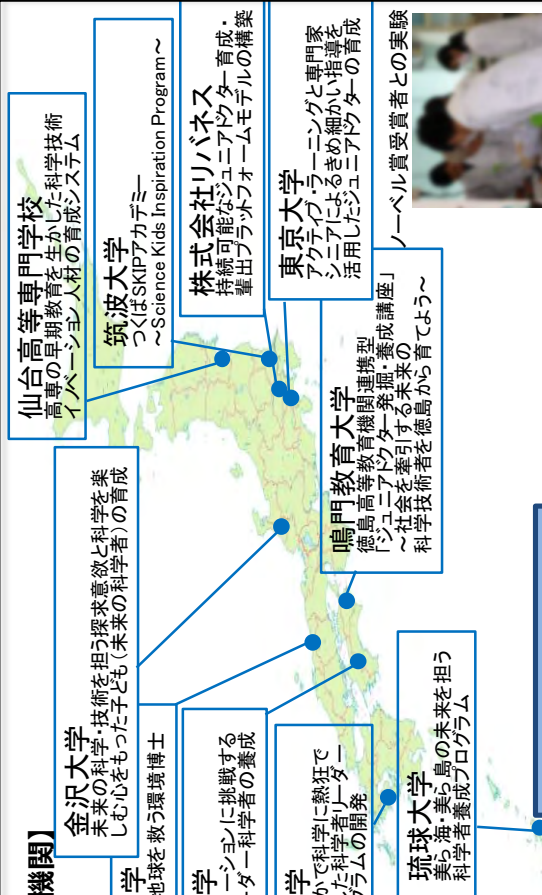 機関】
仙台高等専門学校
高専の早期教育を生かした科学技術
イノベーション人材の育成システム
筑波大学
つくばSKIPアカデミー
～Science Kids Inspiration Program～
株式会社リバネス
持続可能なジュニアドクター育成・
輩出プラットフォームモデルの構築
東京大学
アクティブ・ラーニングと専門家
シニアによるきめ細かい指導を
活用したジュニアドクターの育成
ノーベル賞受賞者との実験
金沢大学
未来の科学・技術を担う探求意欲と科学を楽
しむ心をもった子ども（未来の科学者）の育成
鳴門教育大学
徳島高等教育機関連携型
「ジュニアドクター発掘・養成講座」
～社会を牽引する未来の
科学技術者を徳島から育てよう～
学
地球を救う環境博士
学
ーションに挑戦する
ダー科学者の養成
学
かで科学に熱狂で
た科学者リーダー
グラムの開発
琉球大学
美ら海・美ら島の未来を担う
科学者養成プログラム